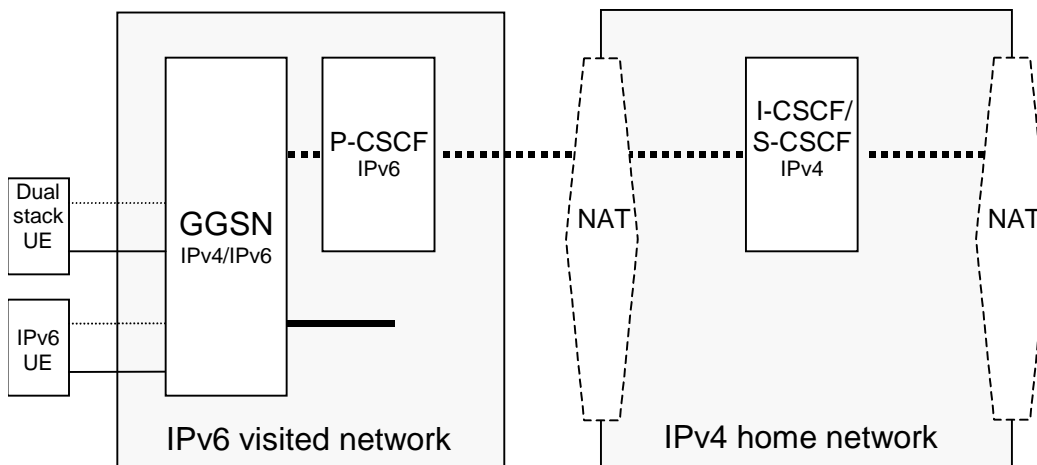 Dual
stack
UE
IPv6
UE
GGSN
IPv4/IPv6
P-CSCF
IPv6
IPv6 visited network
NAT
I-CSCF/
S-CSCF
IPv4
NAT
IPv4 home network